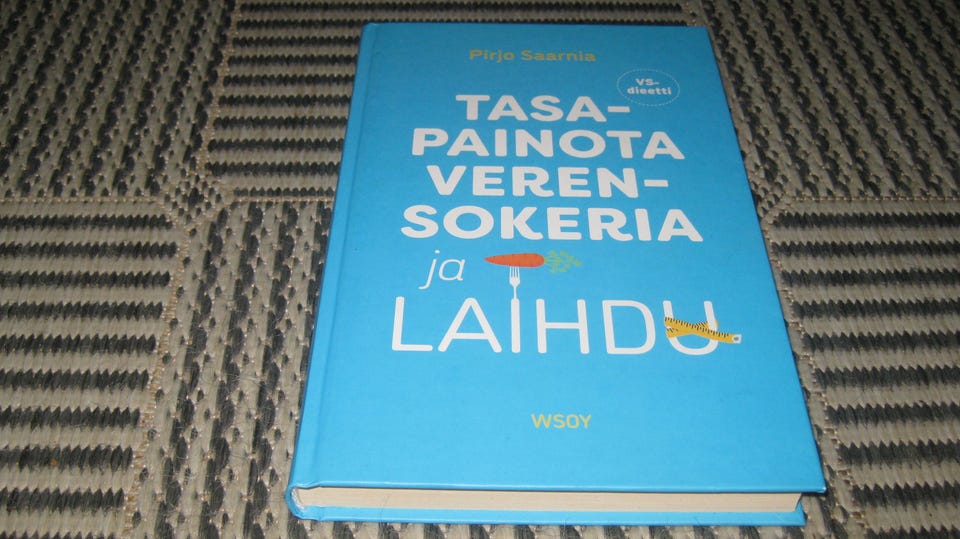 Pirjo Saarnia
VS-
dieetti
TASA-
PAINOTA
VEREN-
SOKERIA
ja
LAIHDU
WSOY